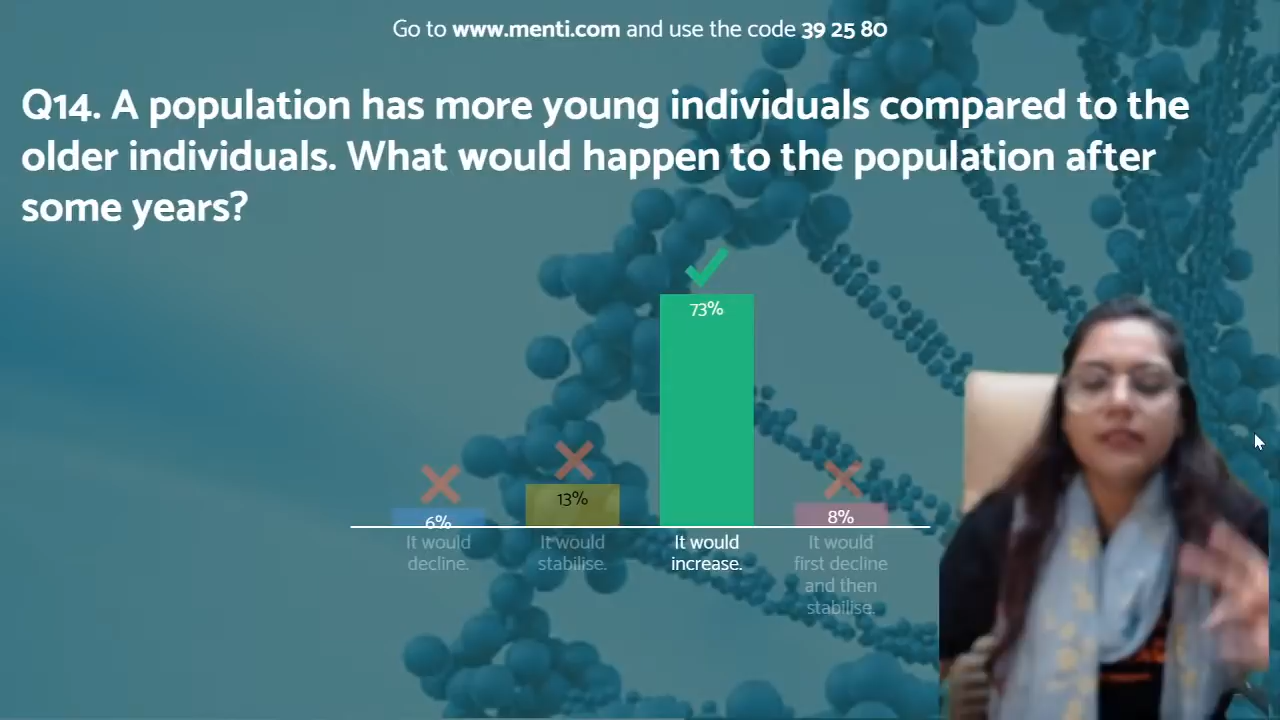 Go to www.menti.com and use the code 39 25 80
Q14. A population has more young individuals compared to the
older individuals. What would happen to the population after
some years?
73%
13%
6%
8%
It would
decline.
It would
stabilise.
It would
increase.
It would
first decline
and then
stabilise.